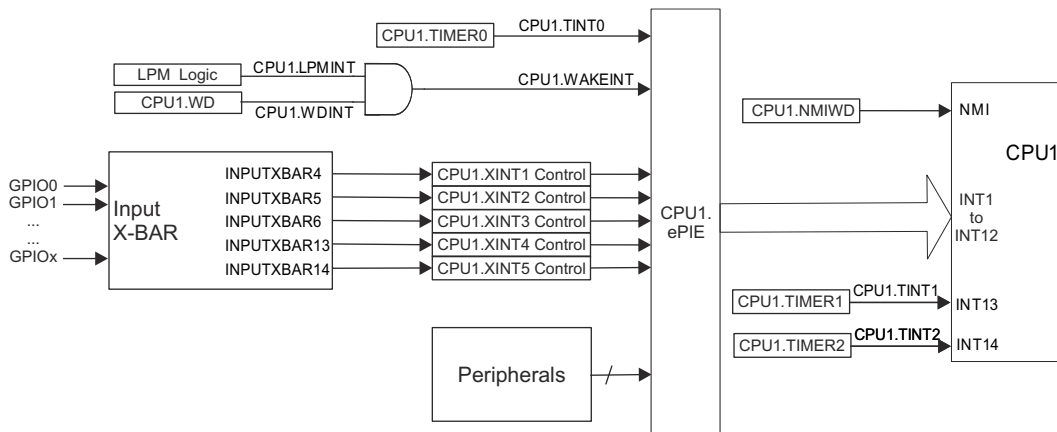 CPU1.TIMER0
CPU1.TINT0
LPM Logic
CPU1.LPMINT
CPU1.WD
CPU1.WDINT
CPU1.WAKEINT
GPIO0
GPIO1
...
...
GPIOx
Input
X-BAR
INPUTXBAR4
INPUTXBAR5
INPUTXBAR6
INPUTXBAR13
INPUTXBAR14
CPU1.XINT1 Control
CPU1.XINT2 Control
CPU1.XINT3 Control
CPU1.XINT4 Control
CPU1.XINT5 Control
Peripherals
CPU1.
ePIE
CPU1.NMIWD
NMI
CPU1
INT1
to
INT12
CPU1.TIMER1
CPU1.TINT1
INT13
CPU1.TIMER2
CPU1.TINT2
INT14